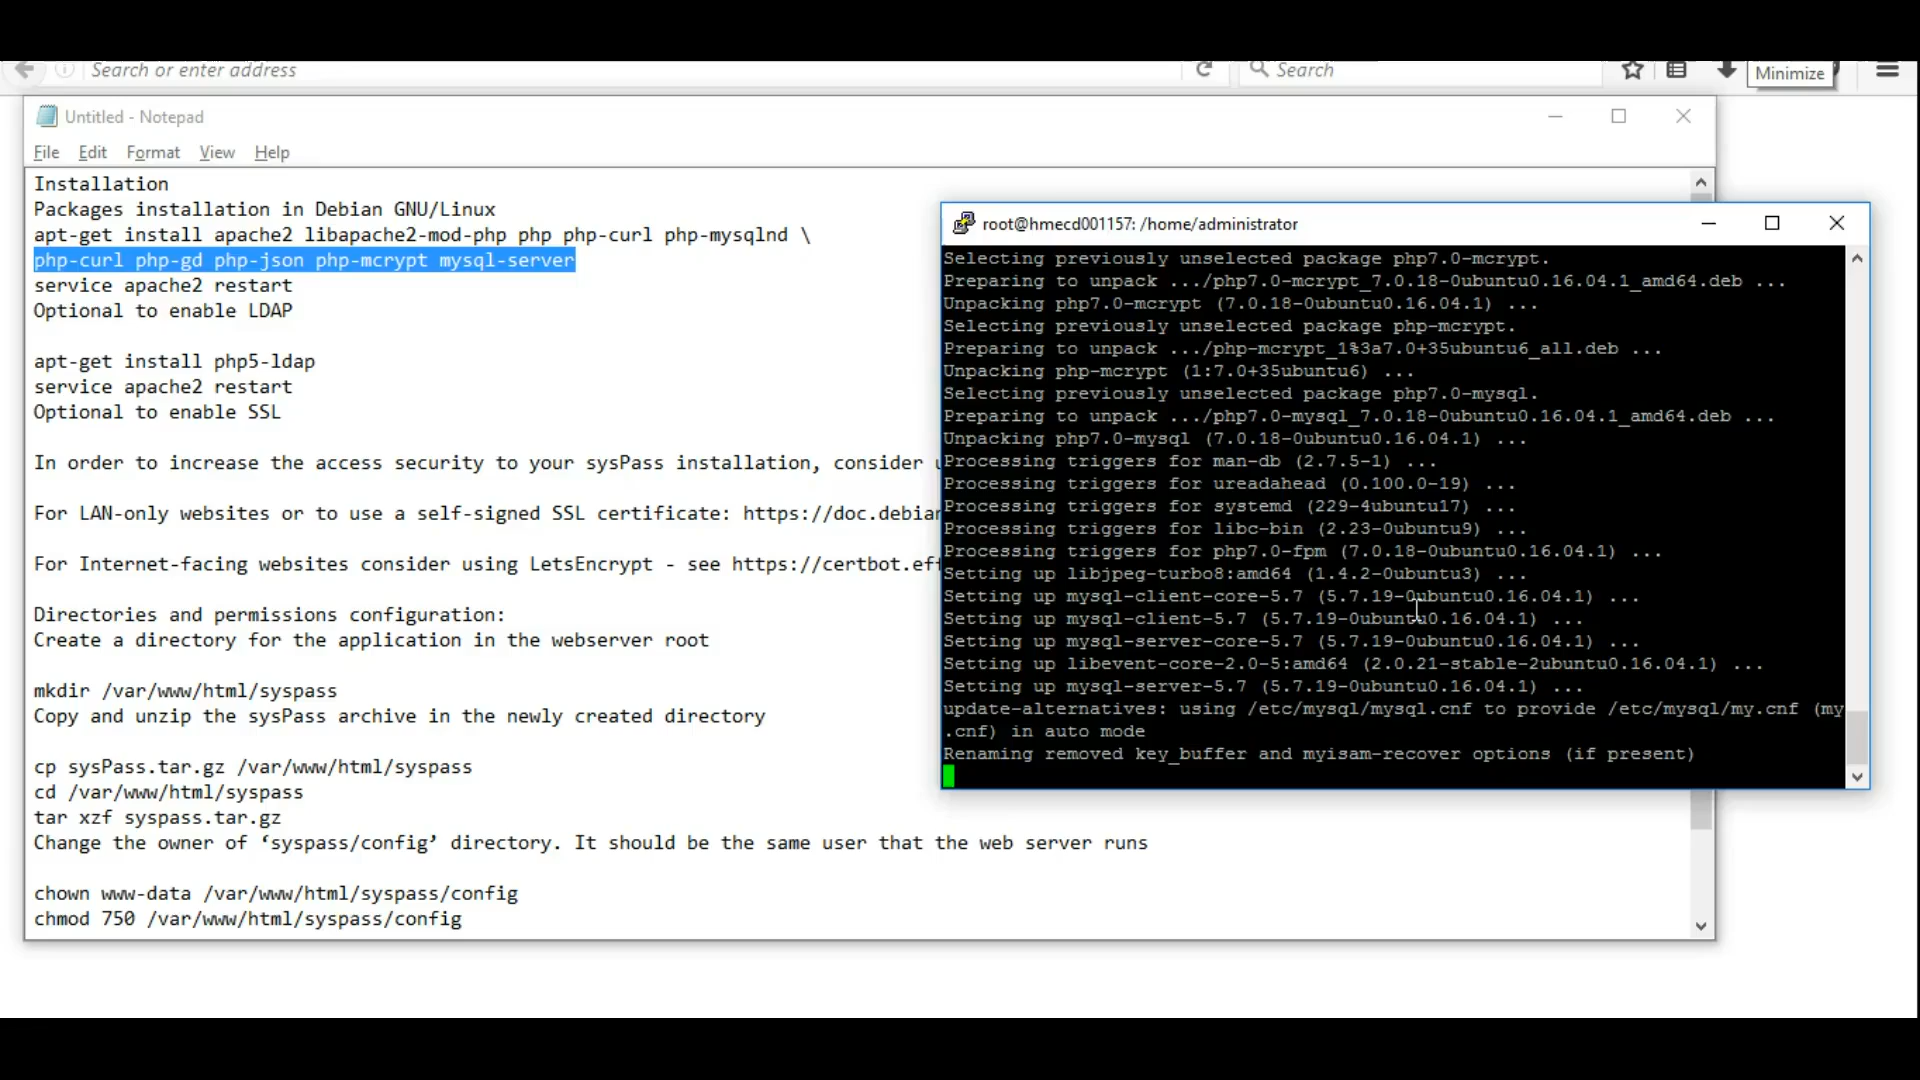 Search or enter address
Search
Minimize
Untitled - Notepad
File Edit Format View Help
Installation
Packages installation in Debian GNU/Linux
apt-get install apache2 libapache2-mod-php php php-curl php-mysqlnd \
php-curl php-gd php-json php-mcrypt mysql-server
service apache2 restart
Optional to enable LDAP
apt-get install php5-ldap
service apache2 restart
Optional to enable SSL
In order to increase the access security to your sysPass installation, consider
For LAN-only websites or to use a self-signed SSL certificate: https://doc.debian
For Internet-facing websites consider using LetsEncrypt - see https://certbot.eff
Directories and permissions configuration:
Create a directory for the application in the webserver root
mkdir /var/www/html/syspass
Copy and unzip the sysPass archive in the newly created directory
cp sysPass.tar.gz /var/www/html/syspass
cd /var/www/html/syspass
tar xzf syspass.tar.gz
Change the owner of ‘syspass/config’ directory. It should be the same user that the web server runs
chown www-data /var/www/html/syspass/config
chmod 750 /var/www/html/syspass/config
root@hmecd001157: /home/administrator
Selecting previously unselected package php7.0-mcrypt.
Preparing to unpack .../php7.0-mcrypt_7.0.18-0ubuntu0.16.04.1_amd64.deb ...
Unpacking php7.0-mcrypt (7.0.18-0ubuntu0.16.04.1) ...
Selecting previously unselected package php-mcrypt.
Preparing to unpack .../php-mcrypt_1%3a7.0+35ubuntu6_all.deb ...
Unpacking php-mcrypt (1:7.0+35ubuntu6) ...
Selecting previously unselected package php7.0-mysql.
Preparing to unpack .../php7.0-mysql_7.0.18-0ubuntu0.16.04.1_amd64.deb ...
Unpacking php7.0-mysql (7.0.18-0ubuntu0.16.04.1) ...
Processing triggers for man-db (2.7.5-1) ...
Processing triggers for ureadahead (0.100.0-19) ...
Processing triggers for systemd (229-4ubuntu17) ...
Processing triggers for libc-bin (2.23-0ubuntu9) ...
Processing triggers for php7.0-fpm (7.0.18-0ubuntu0.16.04.1) ...
Setting up libjpeg-turbo8:amd64 (1.4.2-0ubuntu3) ...
Setting up mysql-client-core-5.7 (5.7.19-0ubuntu0.16.04.1) ...
Setting up mysql-client-5.7 (5.7.19-0ubuntu0.16.04.1) ...
Setting up mysql-server-core-5.7 (5.7.19-0ubuntu0.16.04.1) ...
Setting up libevent-core-2.0-5:amd64 (2.0.21-stable-2ubuntu0.16.04.1) ...
Setting up mysql-server-5.7 (5.7.19-0ubuntu0.16.04.1) ...
update-alternatives: using /etc/mysql/mysql.cnf to provide /etc/mysql/my.cnf (my
.cnf) in auto mode
Renaming removed key_buffer and myisam-recover options (if present)